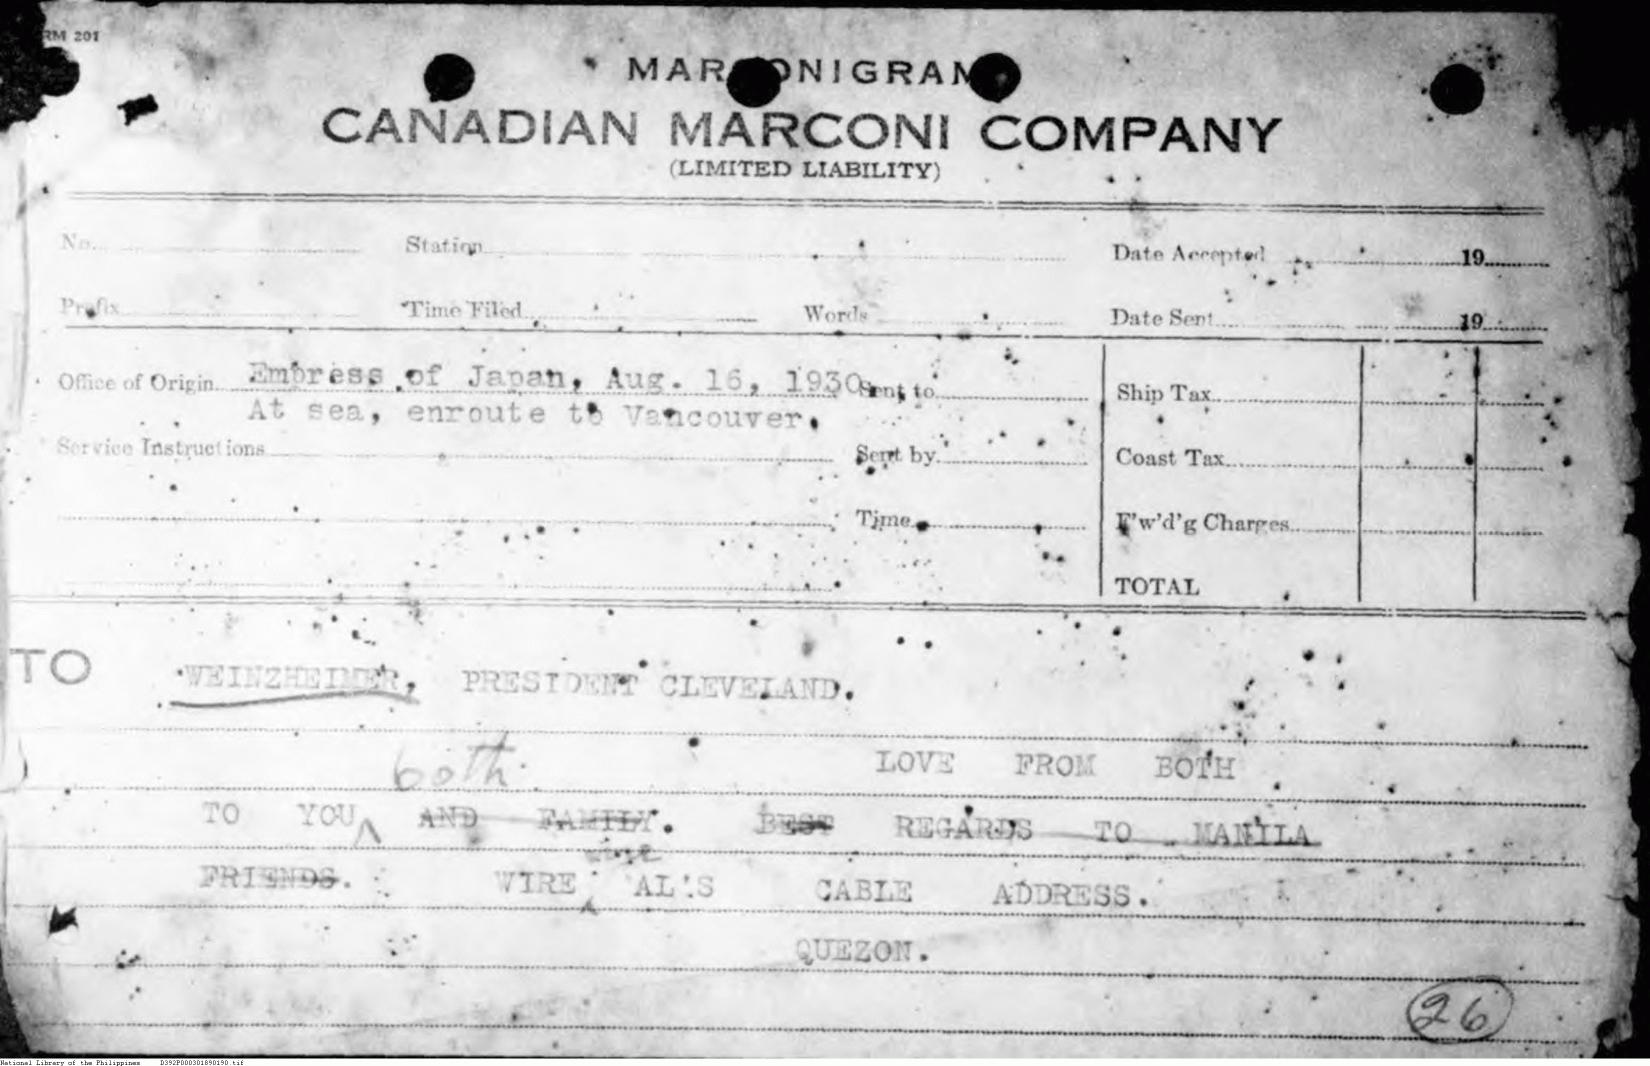 RM 201
MARCONIGRAM
CANADIAN MARCONI COMPANY
(LIMITED LIABILITY)
No. Station Date Accepted 19
Prefix Time Filed Words Date Sent 19
Office of Origin Empress of Japan, Aug. 16, 1930 Sent to Ship Tax
At sea, enroute to Vancouver.
Service Instructions Sent by Coast Tax
Time F'w'd'g Charges
TOTAL
TO WEINZHEIMER, PRESIDENT CLEVELAND.
both LOVE FROM BOTH
TO YOU AND FAMILY. BEST REGARDS TO MANILA
FRIENDS. WIRE AL'S CABLE ADDRESS.
QUEZON.
26
National Library of the Philippines D392P000301890190.tif